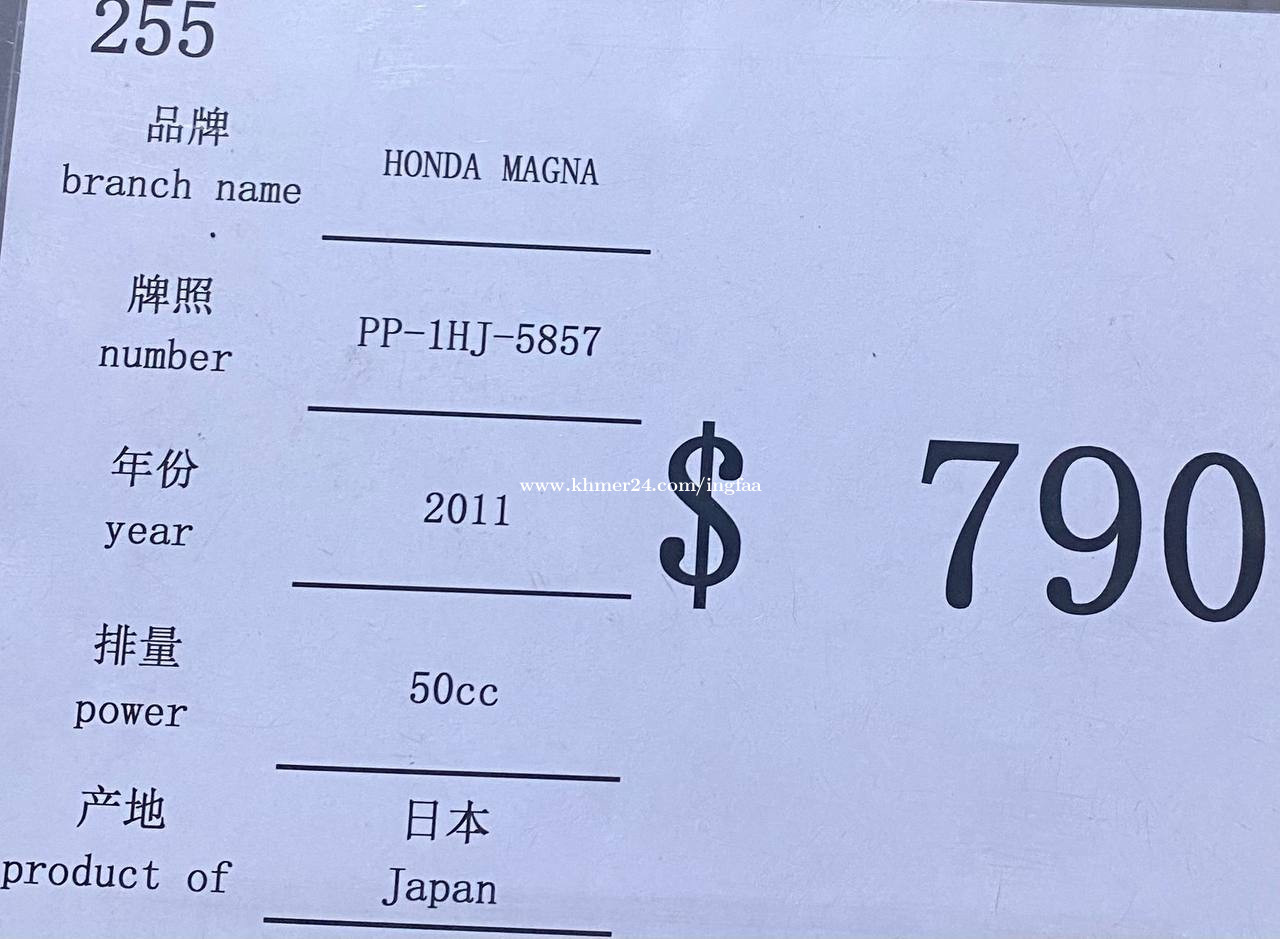 255
品牌
branch name
HONDA MAGNA
牌照
number
PP-1HJ-5857
年份
year
2011
$ 790
www.khmer24.com/ingfaa
排量
power
50cc
产地
product of
日本
Japan